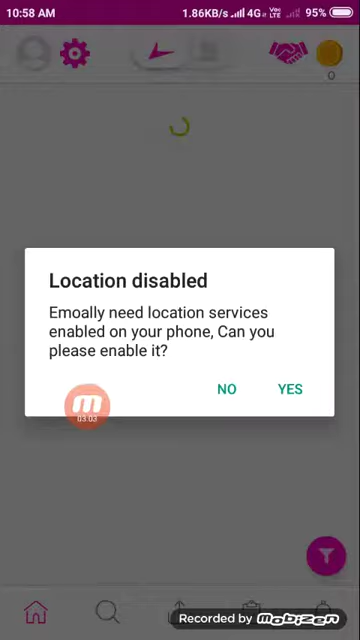 10:58 AM
1.86KB/s 4G VoLTE 95%
0
Location disabled
Emoally need location services
enabled on your phone, Can you
please enable it?
NO YES
03:03
Recorded by mobizen